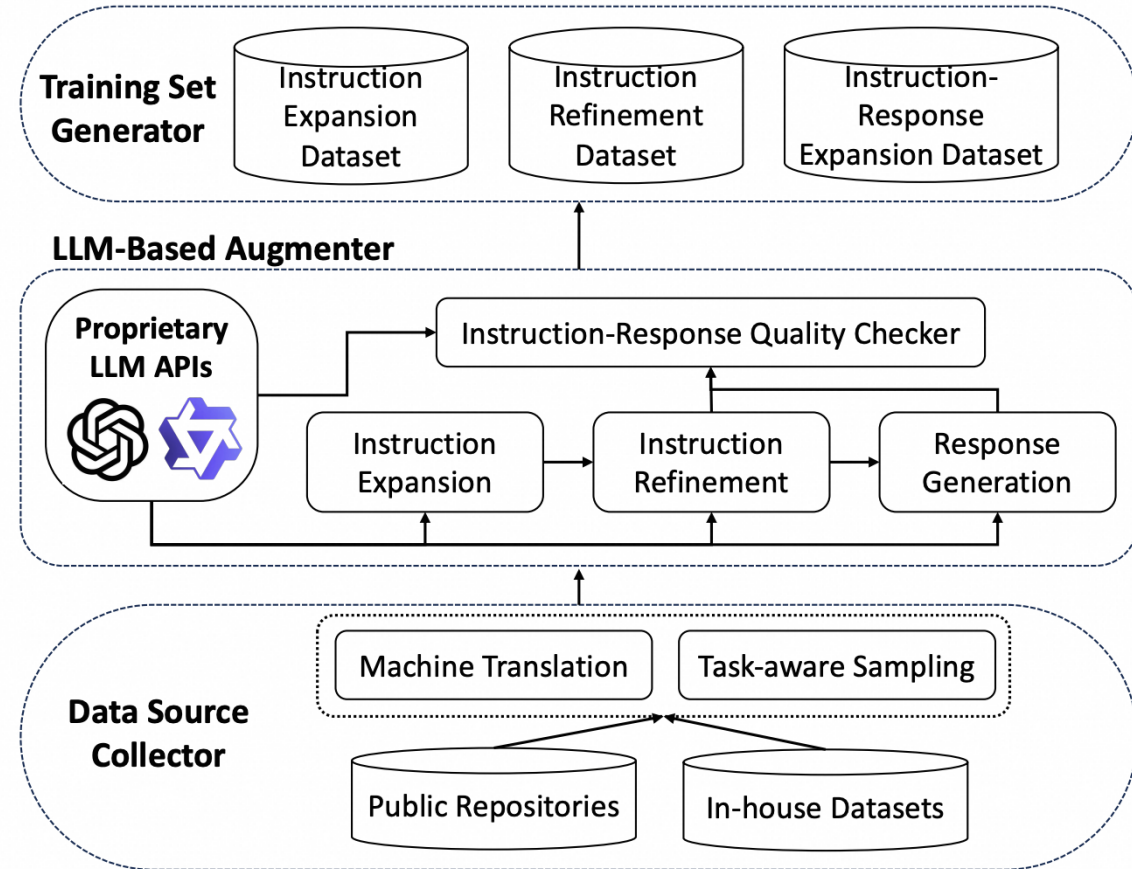 Training Set
Generator
Instruction
Expansion
Dataset
Instruction
Refinement
Dataset
Instruction-
Response
Expansion Dataset
LLM-Based Augmenter
Proprietary
LLM APIs
Instruction-Response Quality Checker
Instruction
Expansion
Instruction
Refinement
Response
Generation
Data Source
Collector
Machine Translation
Task-aware Sampling
Public Repositories
In-house Datasets